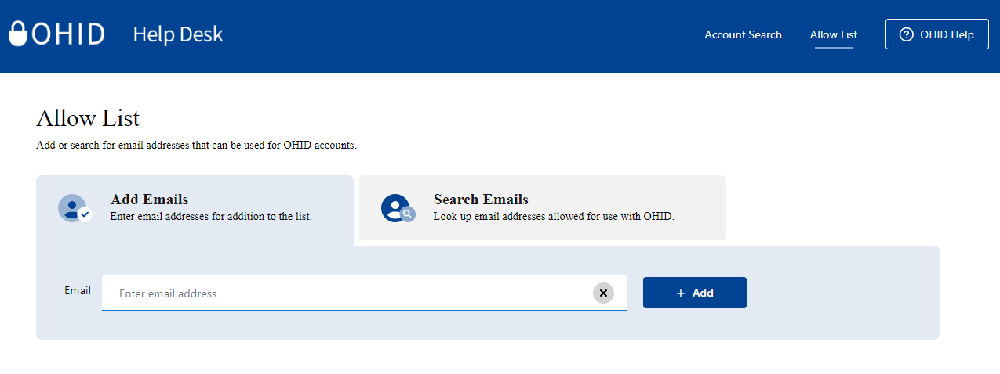 OHID Help Desk
Account Search
Allow List
OHID Help
Allow List
Add or search for email addresses that can be used for OHID accounts.
Add Emails
Enter email addresses for addition to the list.
Search Emails
Look up email addresses allowed for use with OHID.
Email
Enter email address
+ Add